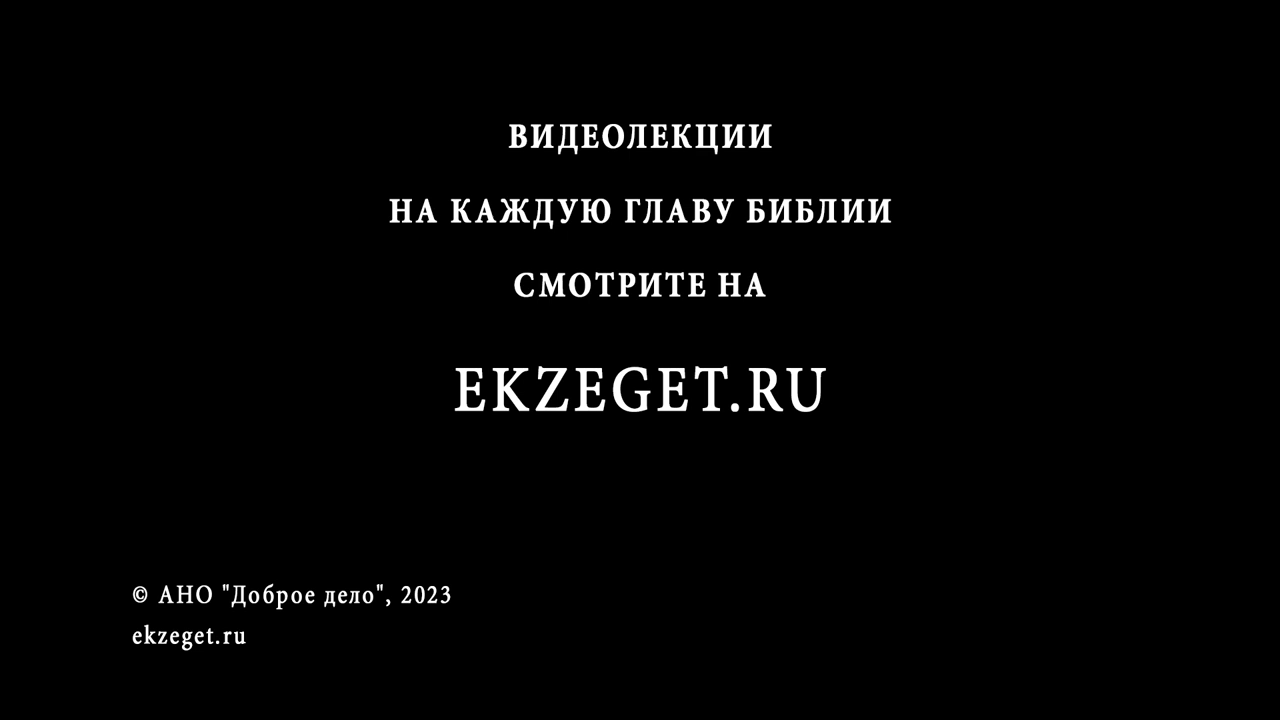 ВИДЕОЛЕКЦИИ
НА КАЖДУЮ ГЛАВУ БИБЛИИ
СМОТРИТЕ НА
EKZEGET.RU
© АНО "Доброе дело", 2023
ekzeget.ru